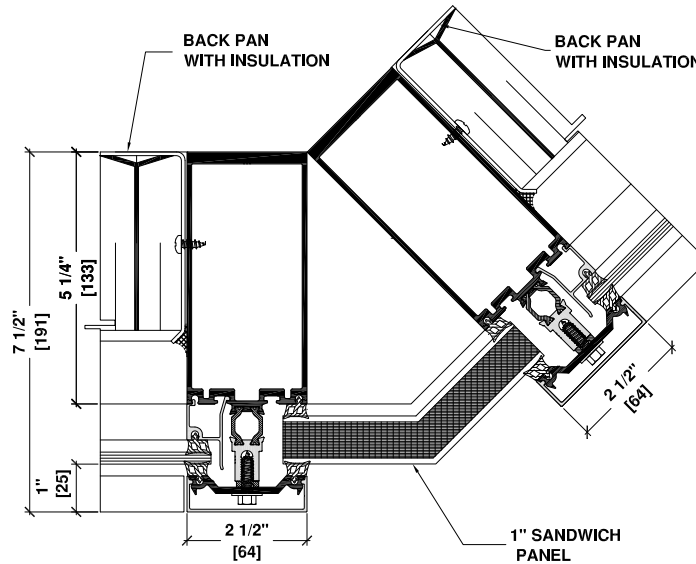 BACK PAN
WITH INSULATION
BACK PAN
WITH INSULATION
7 1/2"
[191]
5 1/4"
[133]
1"
[25]
2 1/2"
[64]
2 1/2"
[64]
1" SANDWICH
PANEL